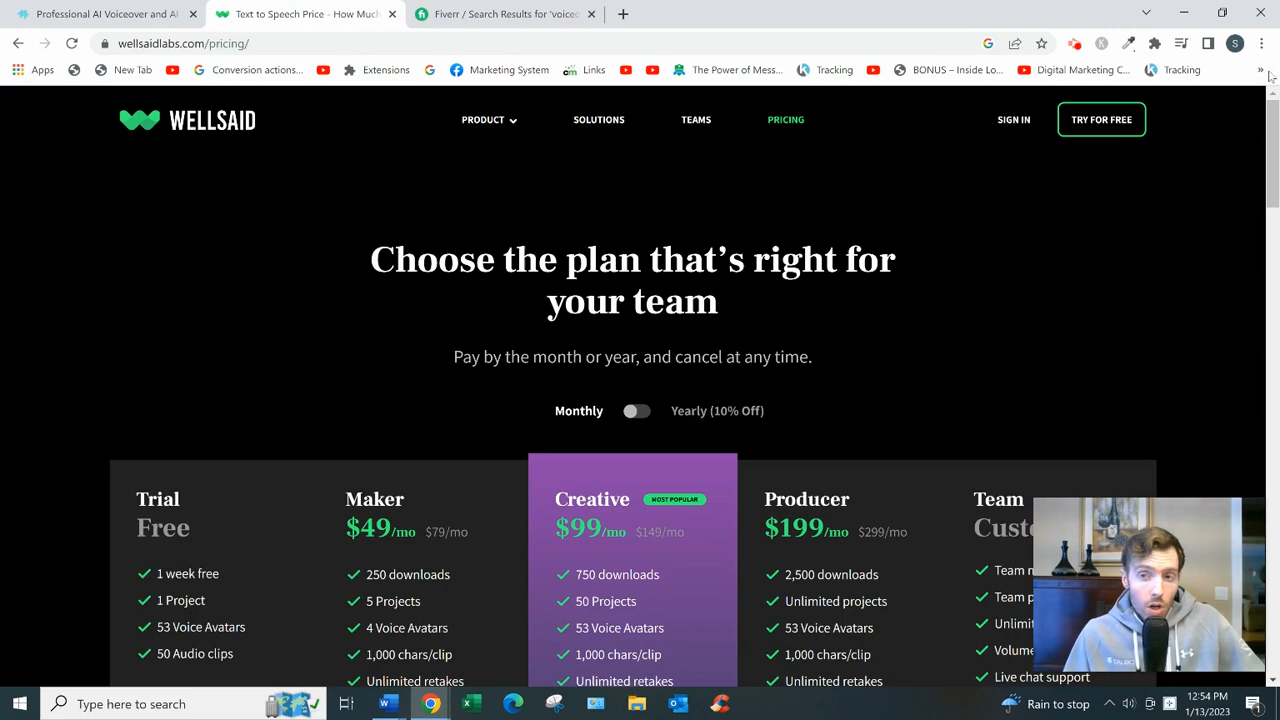 Professional AI Voiceover and AI
Text to Speech Price - How Much
Fiverr / Search Results for 'voiceo
wellsaidlabs.com/pricing/
Apps
New Tab
Conversion actions...
Extensions
Marketing System
Links
The Power of Mess...
Tracking
BONUS – Inside Lo...
Digital Marketing C...
Tracking
WELLSAID
PRODUCT
SOLUTIONS
TEAMS
PRICING
SIGN IN
TRY FOR FREE
Choose the plan that's right for
your team
Pay by the month or year, and cancel at any time.
Monthly
Yearly (10% Off)
Trial
Free
1 week free
1 Project
53 Voice Avatars
50 Audio clips
Maker
$49/mo $79/mo
250 downloads
5 Projects
4 Voice Avatars
1,000 chars/clip
Unlimited retakes
Creative MOST POPULAR
$99/mo $149/mo
750 downloads
50 Projects
53 Voice Avatars
1,000 chars/clip
Unlimited retakes
Producer
$199/mo $299/mo
2,500 downloads
Unlimited projects
53 Voice Avatars
1,000 chars/clip
Unlimited retakes
Team
Custo
Team m
Team p
Unlimit
Volume
Live chat support
Type here to search
Rain to stop
12:54 PM
1/13/2023